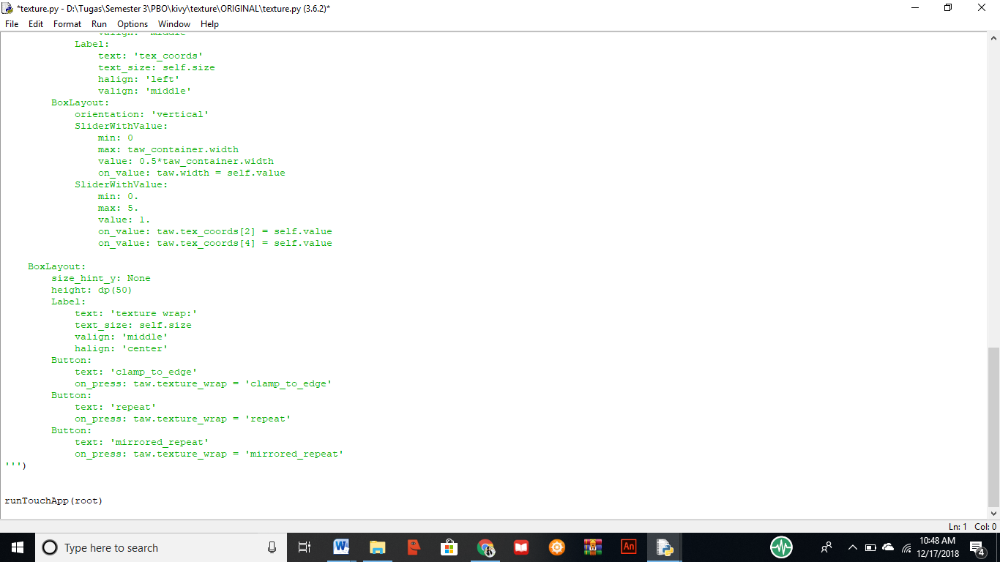 *texture.py - D:\Tugas\Semester 3\PBO\kivy\texture\ORIGINAL\texture.py (3.6.2)*
File Edit Format Run Options Window Help
valign: 'middle'
Label:
text: 'tex_coords'
text_size: self.size
halign: 'left'
valign: 'middle'
BoxLayout:
orientation: 'vertical'
SliderWithValue:
min: 0
max: taw_container.width
value: 0.5*taw_container.width
on_value: taw.width = self.value
SliderWithValue:
min: 0.
max: 5.
value: 1.
on_value: taw.tex_coords[2] = self.value
on_value: taw.tex_coords[4] = self.value
BoxLayout:
size_hint_y: None
height: dp(50)
Label:
text: 'texture wrap:'
text_size: self.size
valign: 'middle'
halign: 'center'
Button:
text: 'clamp_to_edge'
on_press: taw.texture_wrap = 'clamp_to_edge'
Button:
text: 'repeat'
on_press: taw.texture_wrap = 'repeat'
Button:
text: 'mirrored_repeat'
on_press: taw.texture_wrap = 'mirrored_repeat'
''')
runTouchApp(root)
Ln: 1 Col: 0
Type here to search
W
An
10:48 AM
12/17/2018
4